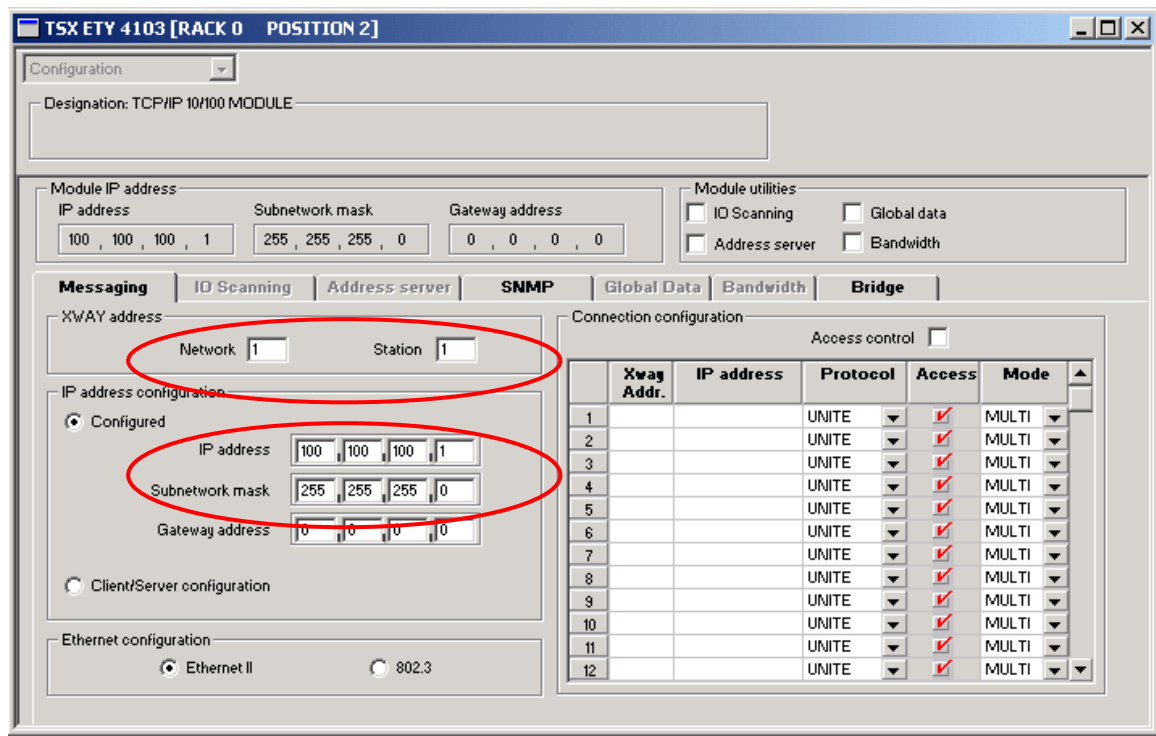 TSX ETY 4103 [RACK 0 POSITION 2]
Configuration
Designation: TCP/IP 10/100 MODULE
Module IP address
IP address Subnetwork mask Gateway address
100 , 100 , 100 , 1 255 , 255 , 255 , 0 0 , 0 , 0 , 0
Module utilities
IO Scanning Global data
Address server Bandwidth
Messaging IO Scanning Address server SNMP Global Data Bandwidth Bridge
XWAY address
Network 1 Station 1
IP address configuration
Configured
IP address 100 , 100 , 100 , 1
Subnetwork mask 255 , 255 , 255 , 0
Gateway address 0 , 0 , 0 , 0
Client/Server configuration
Ethernet configuration
Ethernet II 802.3
Connection configuration
Access control
Xway Addr. IP address Protocol Access Mode
1 UNITE MULTI
2 UNITE MULTI
3 UNITE MULTI
4 UNITE MULTI
5 UNITE MULTI
6 UNITE MULTI
7 UNITE MULTI
8 UNITE MULTI
9 UNITE MULTI
10 UNITE MULTI
11 UNITE MULTI
12 UNITE MULTI